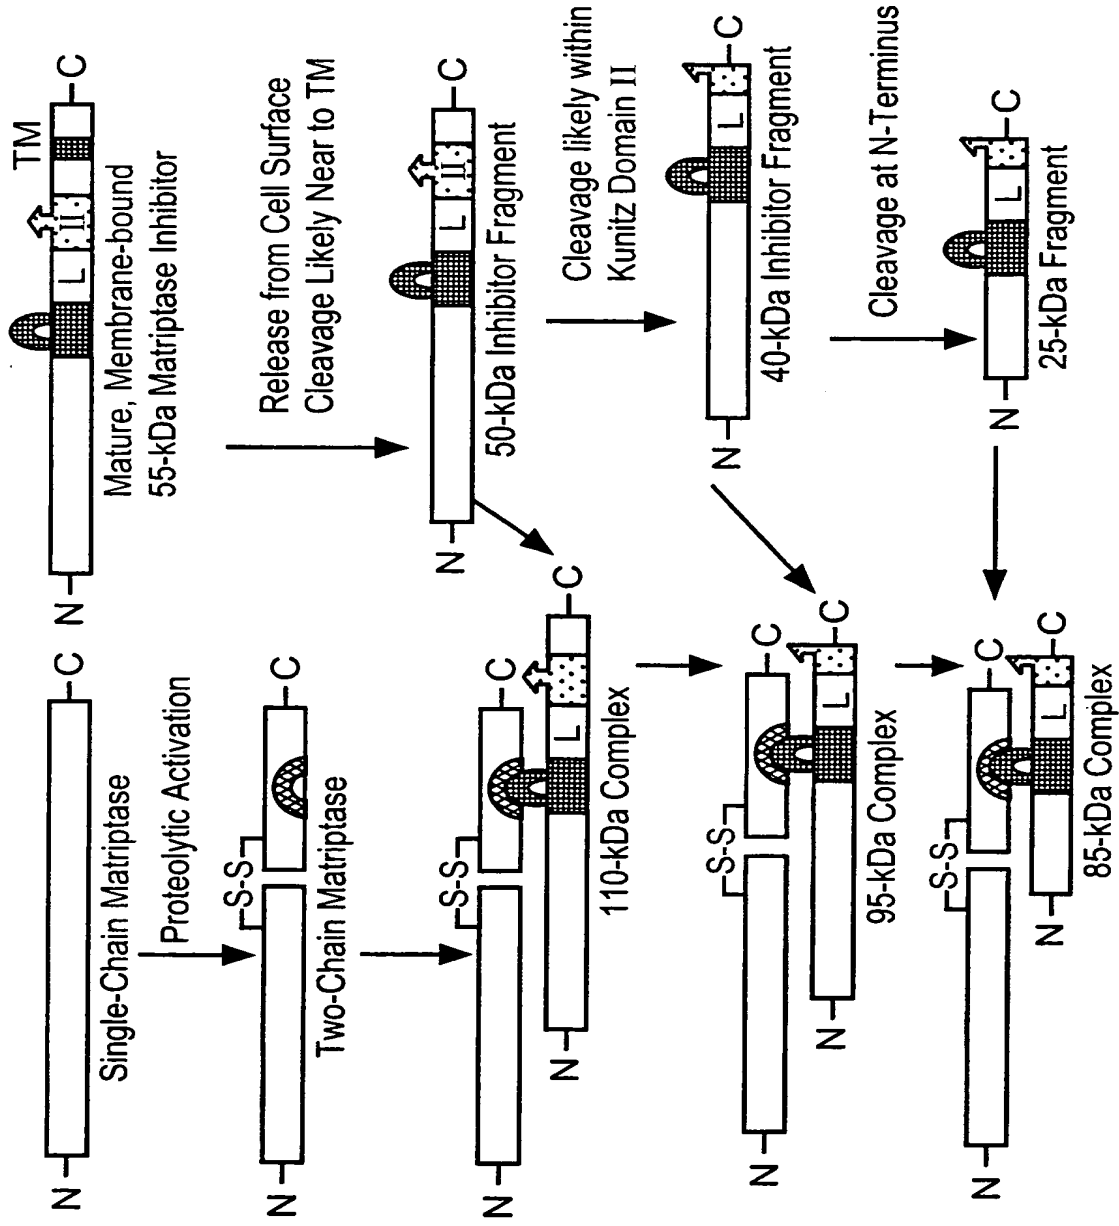 N
C
Single-Chain Matriptase
N
TM
L
II
C
Mature, Membrane-bound
55-kDa Matriptase Inhibitor
Proteolytic Activation
Release from Cell Surface
Cleavage Likely Near to TM
N
S-S
C
Two-Chain Matriptase
N
L
II
C
50-kDa Inhibitor Fragment
N
S-S
C
N
L
C
110-kDa Complex
Cleavage likely within
Kunitz Domain II
N
L
C
40-kDa Inhibitor Fragment
N
S-S
C
N
L
C
95-kDa Complex
Cleavage at N-Terminus
N
L
C
25-kDa Fragment
N
S-S
C
N
L
C
85-kDa Complex